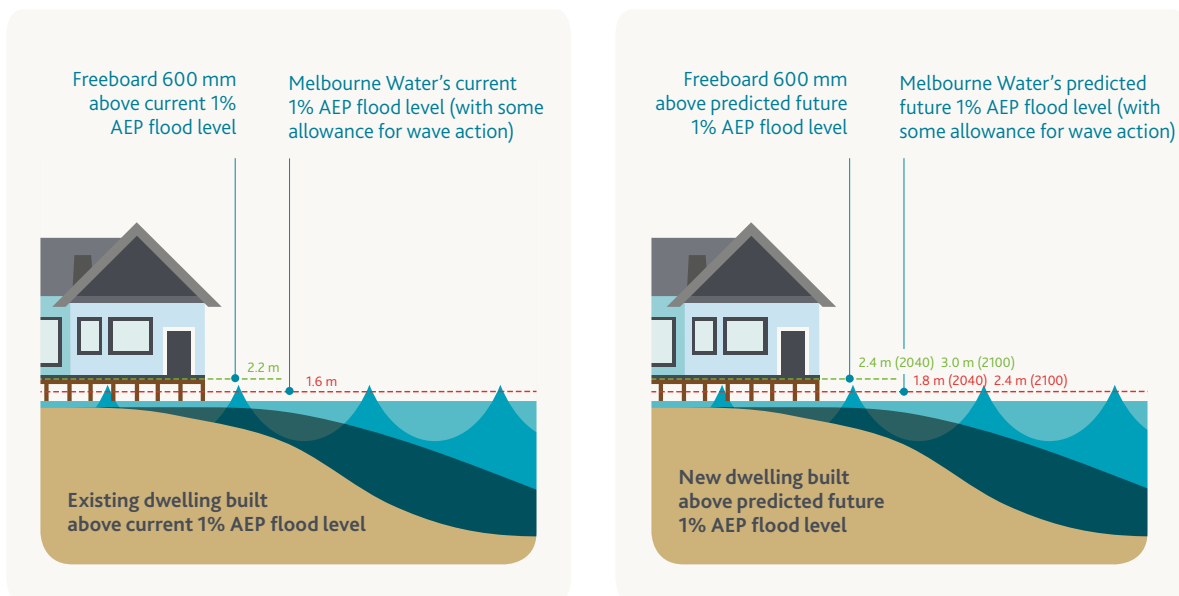 Freeboard 600 mm
above current 1%
AEP flood level
Melbourne Water’s current
1% AEP flood level (with some
allowance for wave action)
2.2 m
1.6 m
Existing dwelling built
above current 1% AEP flood level
Freeboard 600 mm
above predicted future
1% AEP flood level
Melbourne Water’s predicted
future 1% AEP flood level (with
some allowance for wave action)
2.4 m (2040) 3.0 m (2100)
1.8 m (2040) 2.4 m (2100)
New dwelling built
above predicted future
1% AEP flood level